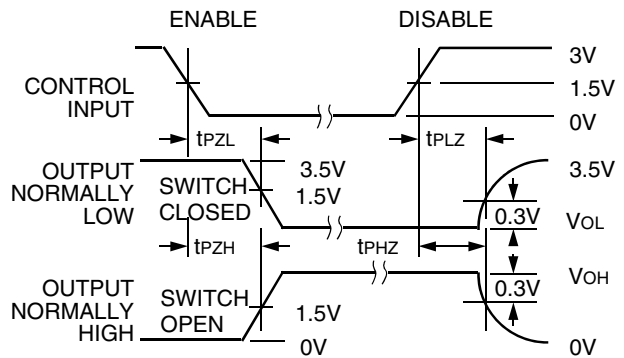 ENABLE
DISABLE
CONTROL
INPUT
3V
1.5V
0V
tPZL
tPLZ
OUTPUT
NORMALLY
LOW
SWITCH
CLOSED
3.5V
1.5V
3.5V
0.3V
VOL
tPZH
tPHZ
OUTPUT
NORMALLY
HIGH
SWITCH
OPEN
1.5V
0V
0.3V
VOH
0V